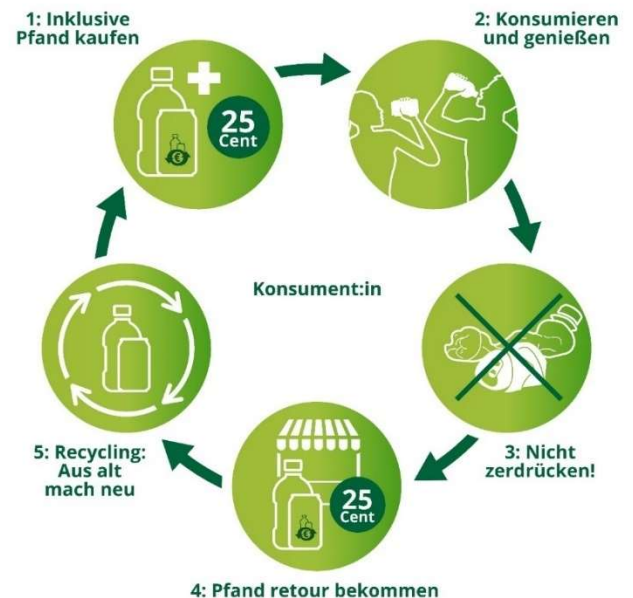 1: Inklusive
Pfand kaufen
25
Cent
2: Konsumieren
und genießen
Konsument:in
3: Nicht
zerdrücken!
4: Pfand retour bekommen
25
Cent
5: Recycling:
Aus alt
mach neu